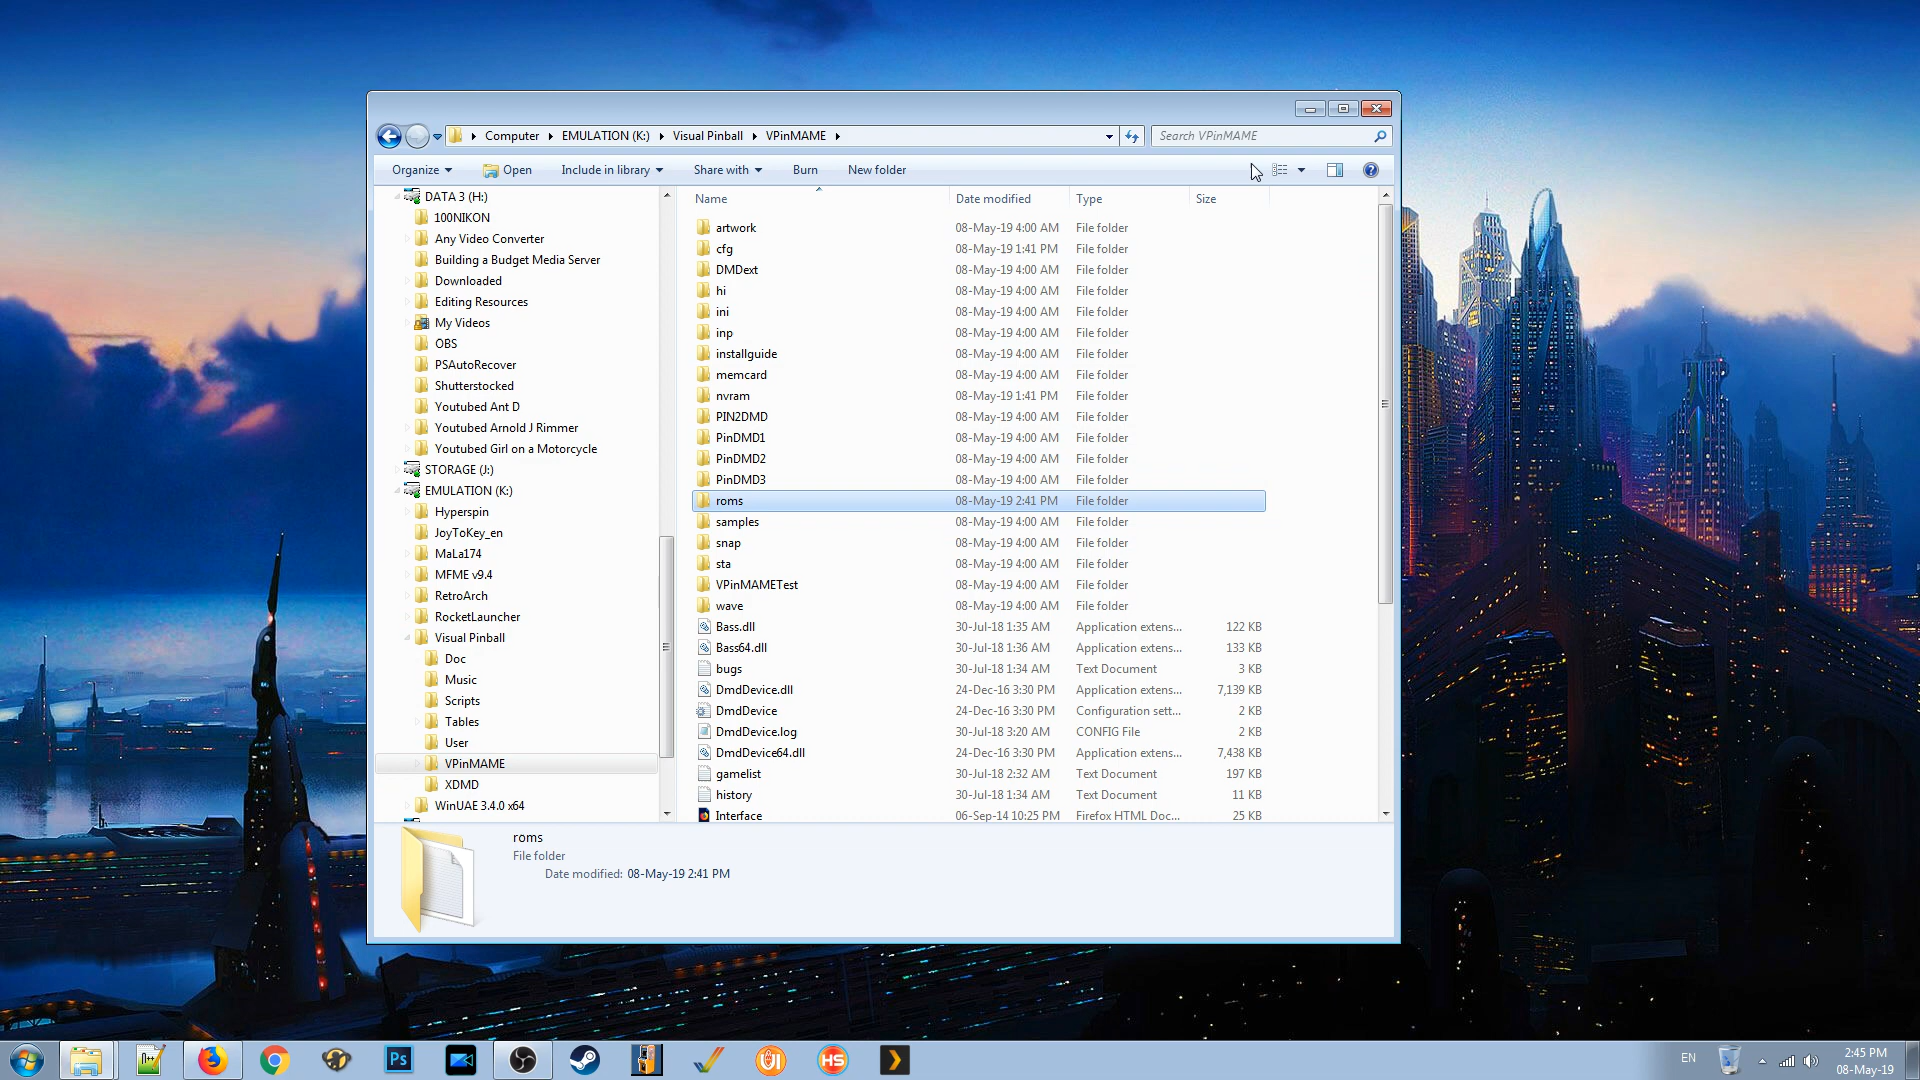 Computer EMULATION (K:) Visual Pinball VPinMAME Search VPinMAME
Organize Open Include in library Share with Burn New folder
DATA 3 (H:)
100NIKON
Any Video Converter
Building a Budget Media Server
Downloaded
Editing Resources
My Videos
OBS
PSAutoRecover
Shutterstocked
Youtubed Ant D
Youtubed Arnold J Rimmer
Youtubed Girl on a Motorcycle
STORAGE (J:)
EMULATION (K:)
Hyperspin
JoyToKey_en
MaLa174
MFME v9.4
RetroArch
RocketLauncher
Visual Pinball
Doc
Music
Scripts
Tables
User
VPinMAME
XDMD
WinUAE 3.4.0 x64
Name Date modified Type Size
artwork 08-May-19 4:00 AM File folder
cfg 08-May-19 1:41 PM File folder
DMDext 08-May-19 4:00 AM File folder
hi 08-May-19 4:00 AM File folder
ini 08-May-19 4:00 AM File folder
inp 08-May-19 4:00 AM File folder
installguide 08-May-19 4:00 AM File folder
memcard 08-May-19 4:00 AM File folder
nvram 08-May-19 1:41 PM File folder
PIN2DMD 08-May-19 4:00 AM File folder
PinDMD1 08-May-19 4:00 AM File folder
PinDMD2 08-May-19 4:00 AM File folder
PinDMD3 08-May-19 4:00 AM File folder
roms 08-May-19 2:41 PM File folder
samples 08-May-19 4:00 AM File folder
snap 08-May-19 4:00 AM File folder
sta 08-May-19 4:00 AM File folder
VPinMAMETest 08-May-19 4:00 AM File folder
wave 08-May-19 4:00 AM File folder
Bass.dll 30-Jul-18 1:35 AM Application extens... 122 KB
Bass64.dll 30-Jul-18 1:36 AM Application extens... 133 KB
bugs 30-Jul-18 1:34 AM Text Document 3 KB
DmdDevice.dll 24-Dec-16 3:30 PM Application extens... 7,139 KB
DmdDevice 24-Dec-16 3:30 PM Configuration sett... 2 KB
DmdDevice.log 30-Jul-18 3:20 AM CONFIG File 2 KB
DmdDevice64.dll 24-Dec-16 3:30 PM Application extens... 7,438 KB
gamelist 30-Jul-18 2:32 AM Text Document 197 KB
history 30-Jul-18 1:34 AM Text Document 11 KB
Interface 06-Sep-14 10:25 PM Firefox HTML Doc... 25 KB
roms
File folder
Date modified: 08-May-19 2:41 PM
Ps
UI
HS
EN
2:45 PM
08-May-19